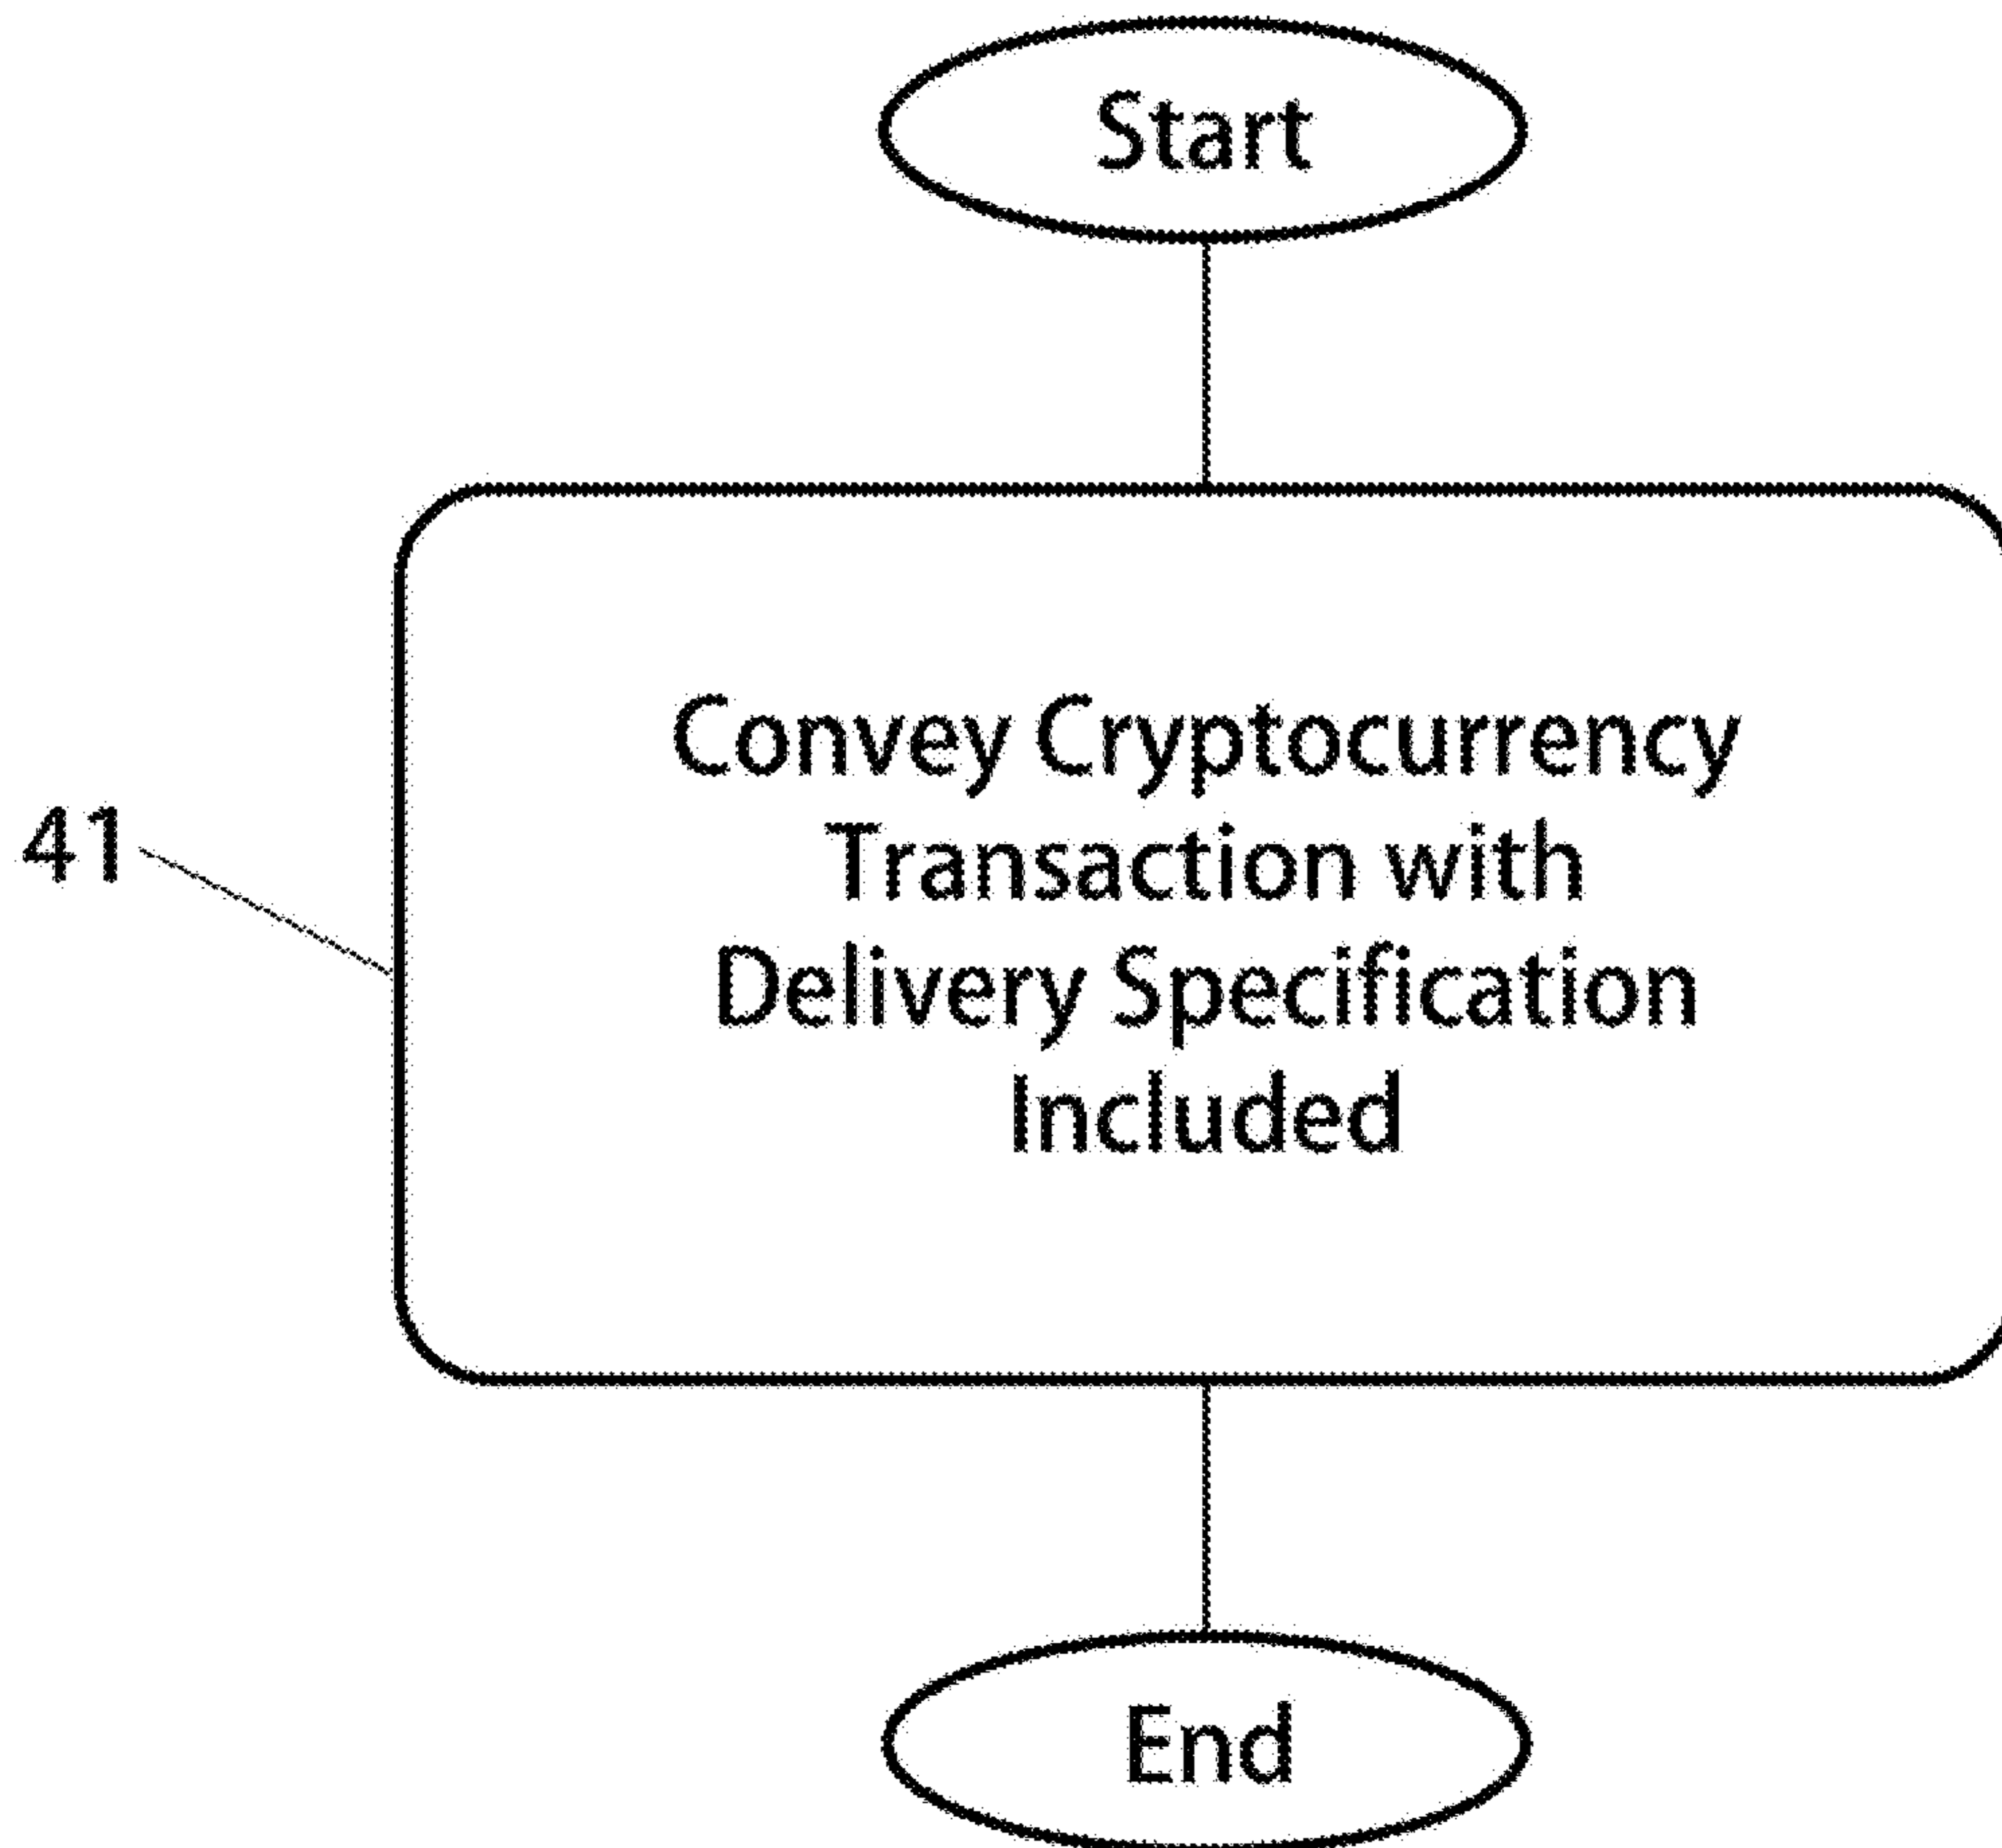 Start
Convey Cryptocurrency
Transaction with
Delivery Specification
Included
41
End